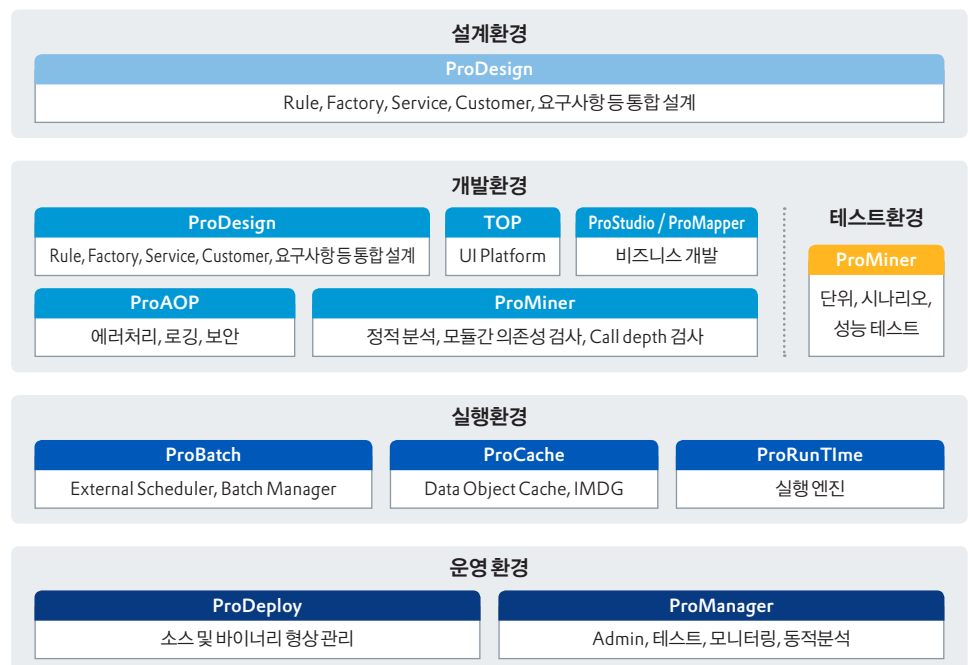 설계환경
ProDesign
Rule, Factory, Service, Customer, 요구사항 등 통합 설계
개발환경
ProDesign
Rule, Factory, Service, Customer, 요구사항 등 통합 설계
TOP
UI Platform
ProStudio / ProMapper
비즈니스 개발
ProAOP
에러처리, 로깅, 보안
ProMiner
정적 분석, 모듈간 의존성 검사, Call depth 검사
테스트환경
ProMiner
단위, 시나리오,
성능 테스트
실행환경
ProBatch
External Scheduler, Batch Manager
ProCache
Data Object Cache, IMDG
ProRunTIme
실행 엔진
운영 환경
ProDeploy
소스 및 바이너리 형상 관리
ProManager
Admin, 테스트, 모니터링, 동적분석